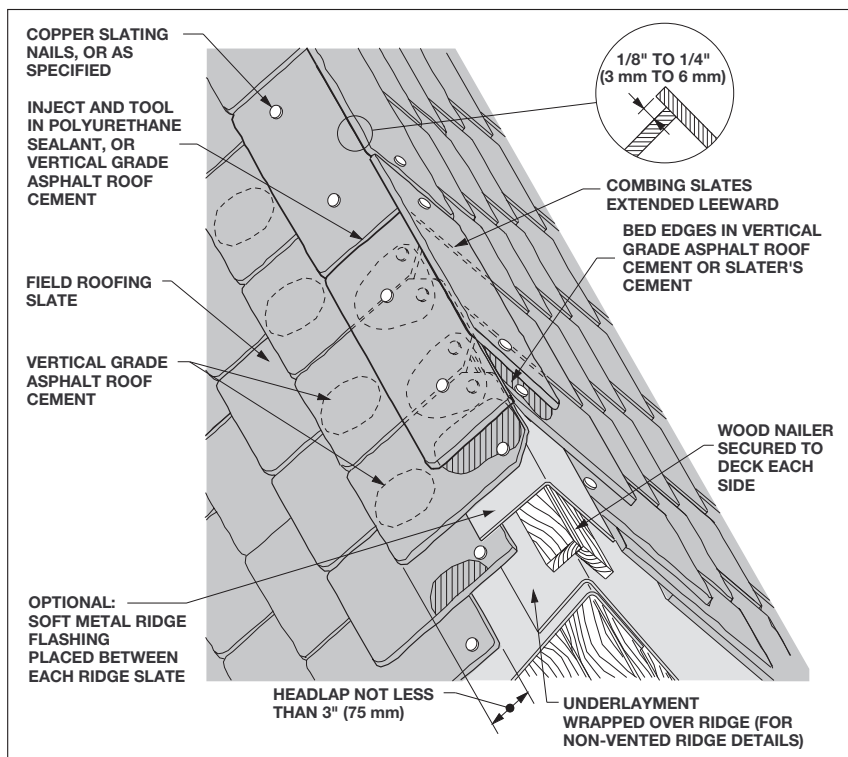 COPPER SLATING
NAILS, OR AS
SPECIFIED
INJECT AND TOOL
IN POLYURETHANE
SEALANT, OR
VERTICAL GRADE
ASPHALT ROOF
CEMENT
FIELD ROOFING
SLATE
VERTICAL GRADE
ASPHALT ROOF
CEMENT
OPTIONAL:
SOFT METAL RIDGE
FLASHING
PLACED BETWEEN
EACH RIDGE SLATE
1/8" TO 1/4"
(3 mm TO 6 mm)
COMBING SLATES
EXTENDED LEEWARD
BED EDGES IN VERTICAL
GRADE ASPHALT ROOF
CEMENT OR SLATER'S
CEMENT
WOOD NAILER
SECURED TO
DECK EACH
SIDE
HEADLAP NOT LESS
THAN 3" (75 mm)
UNDERLAYMENT
WRAPPED OVER RIDGE (FOR
NON-VENTED RIDGE DETAILS)